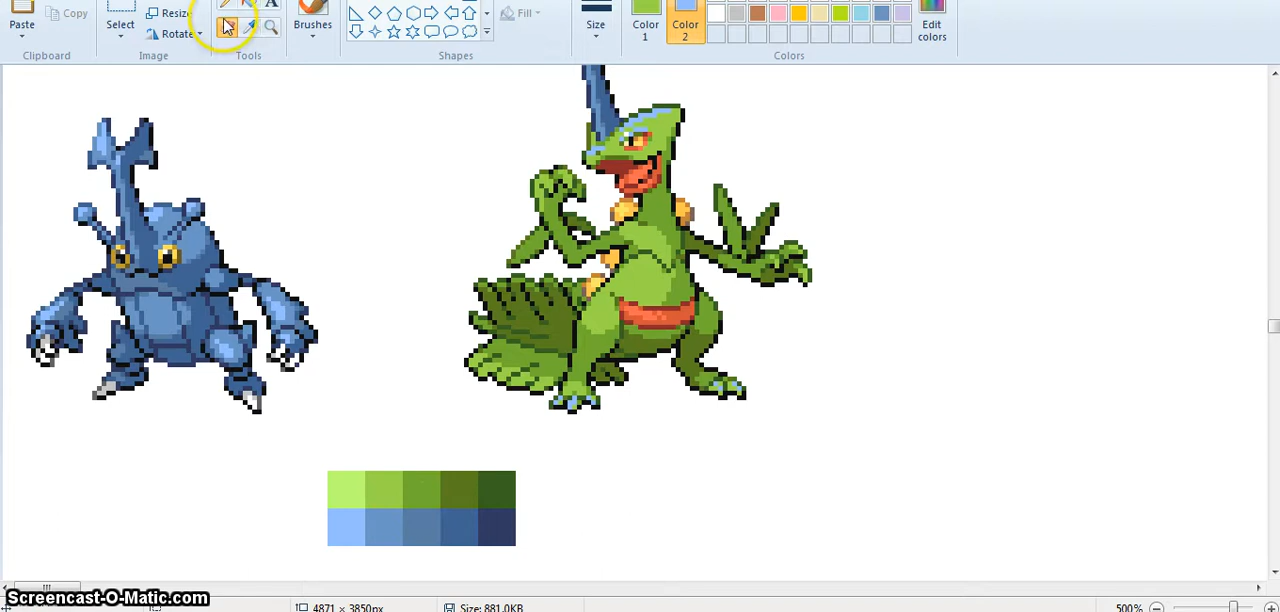 Paste
Copy
Clipboard
Select
Resize
Rotate
Image
A
Tools
Brushes
Shapes
Fill
Size
Color 1
Color 2
Colors
Edit colors
4871 × 3850px
Size: 881.0KB
500%
Screencast-O-Matic.com